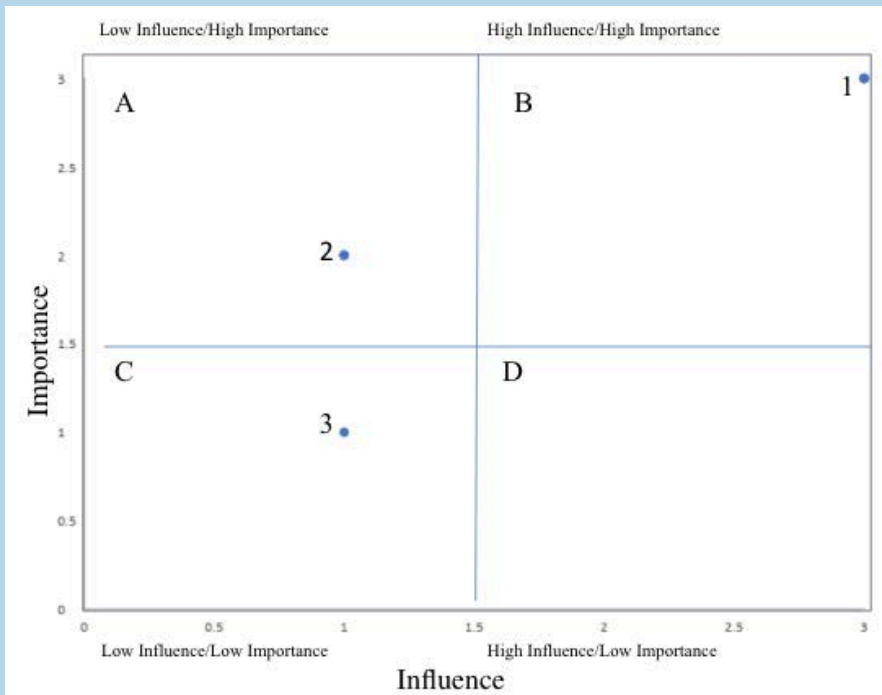 Low Influence/High Importance High Influence/High Importance
3
1
A B
2.5
2
2
Importance
1.5
C D
3
1
0.5
0
0 0.5 1 1.5 2 2.5 3
Low Influence/Low Importance High Influence/Low Importance
Influence